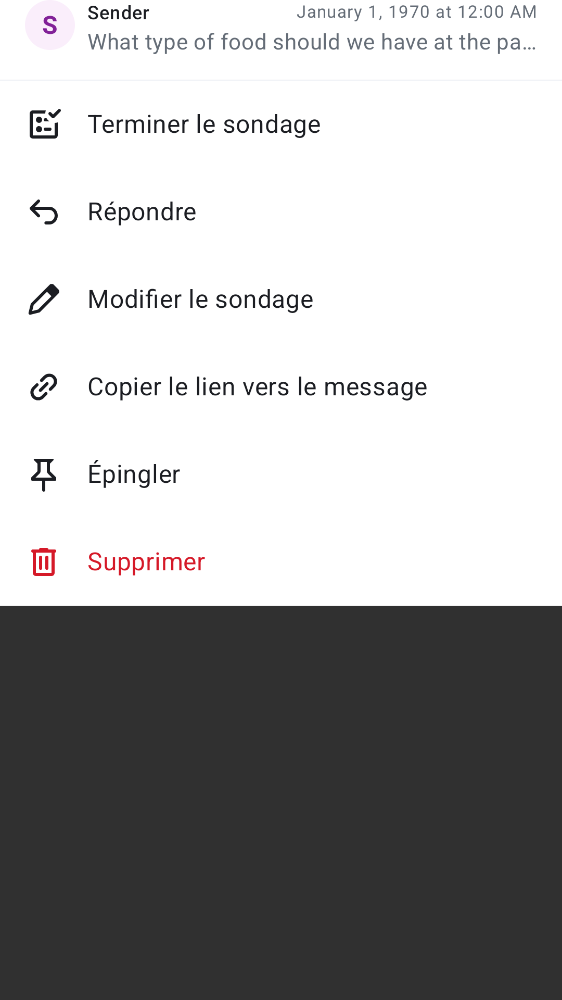 S
Sender
January 1, 1970 at 12:00 AM
What type of food should we have at the pa…
Terminer le sondage
Répondre
Modifier le sondage
Copier le lien vers le message
Épingler
Supprimer